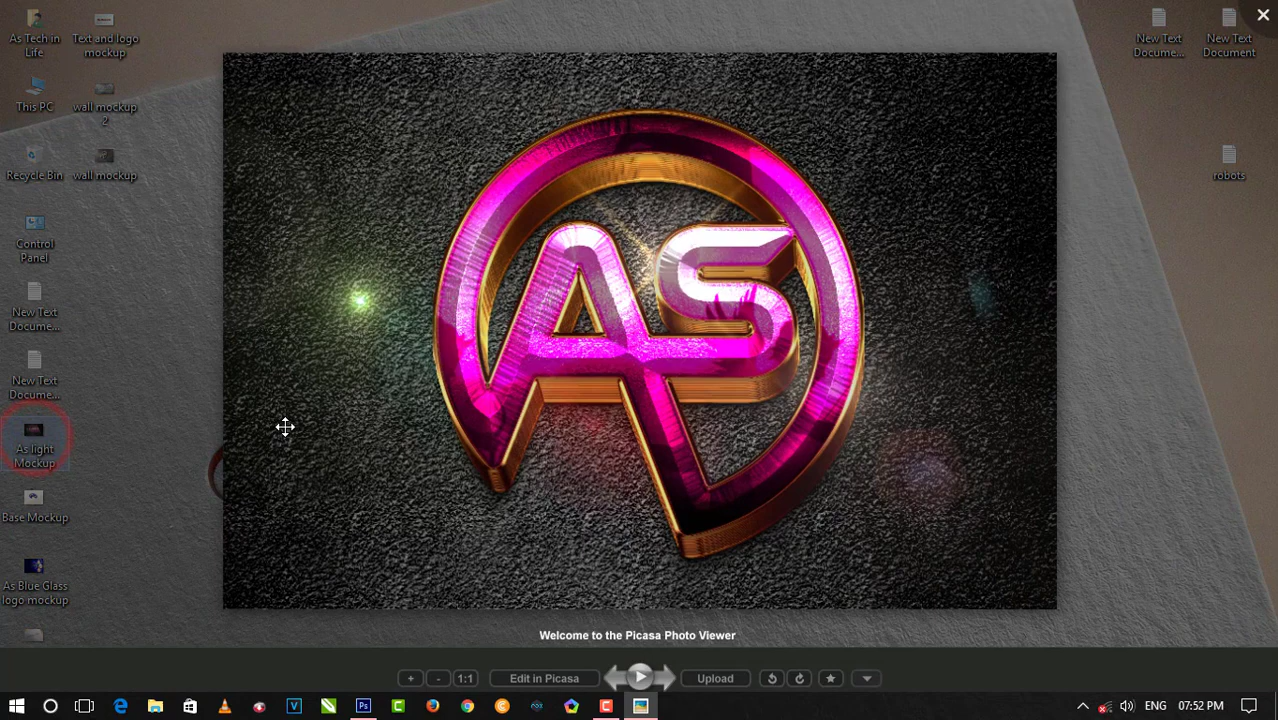 As Tech in
Life
Text and logo
mockup
This PC
wall mockup
2
Recycle Bin
wall mockup
Control
Panel
New Text
Docume...
New Text
Docume...
As light
Mockup
Base Mockup
As Blue Glass
logo mockup
New Text
Docume...
New Text
Document
robots
AS
Welcome to the Picasa Photo Viewer
+
-
1:1
Edit in Picasa
Upload
ENG
07:52 PM